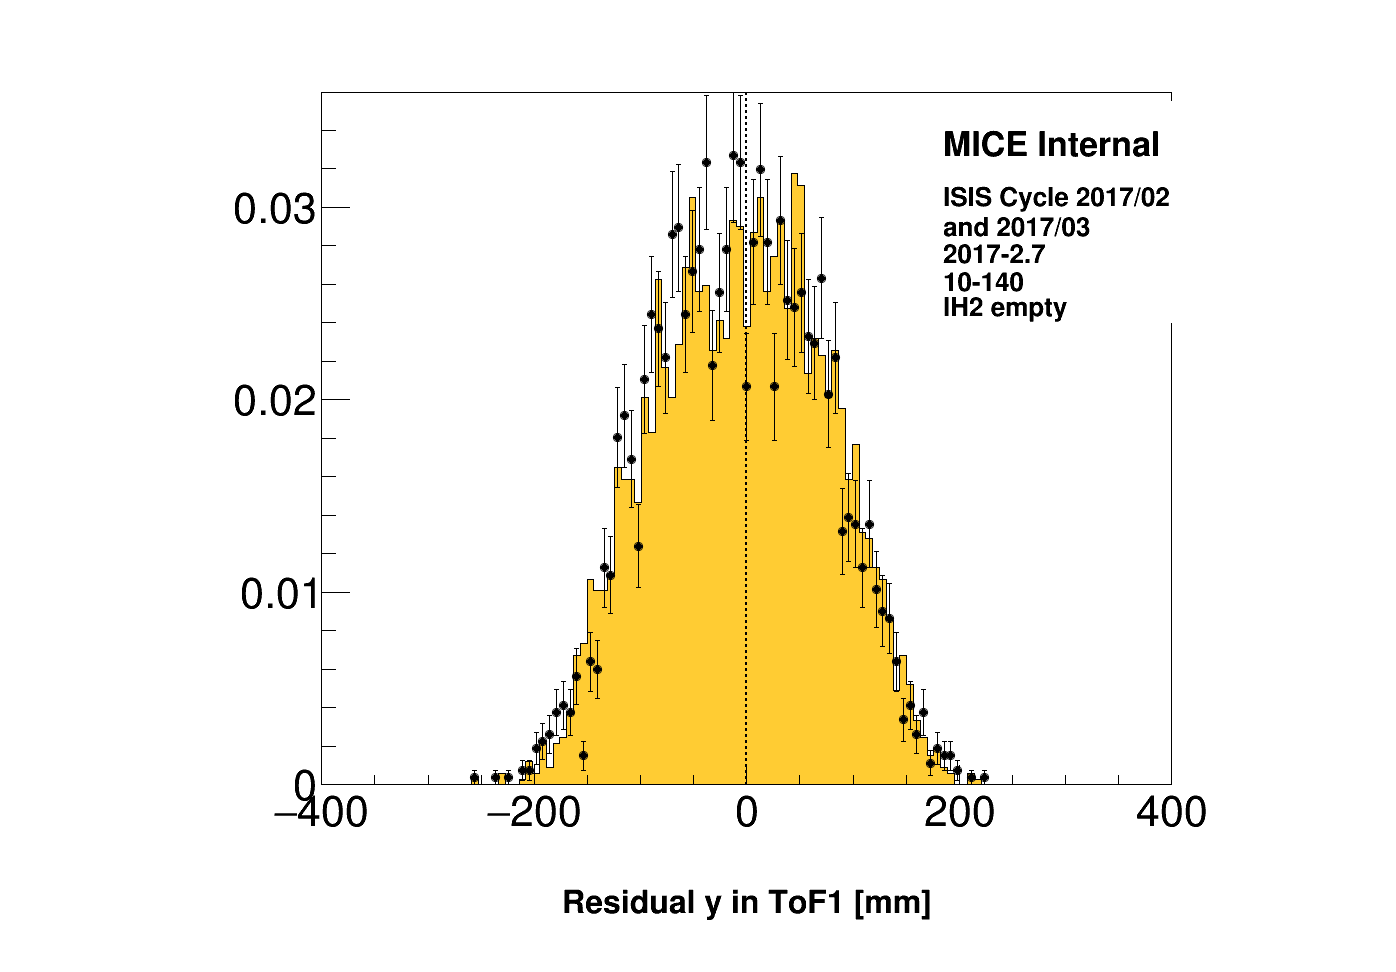 MICE Internal
ISIS Cycle 2017/02
and 2017/03
2017-2.7
10-140
IH2 empty
0.03
0.02
0.01
0
−400 −200 0 200 400
Residual y in ToF1 [mm]